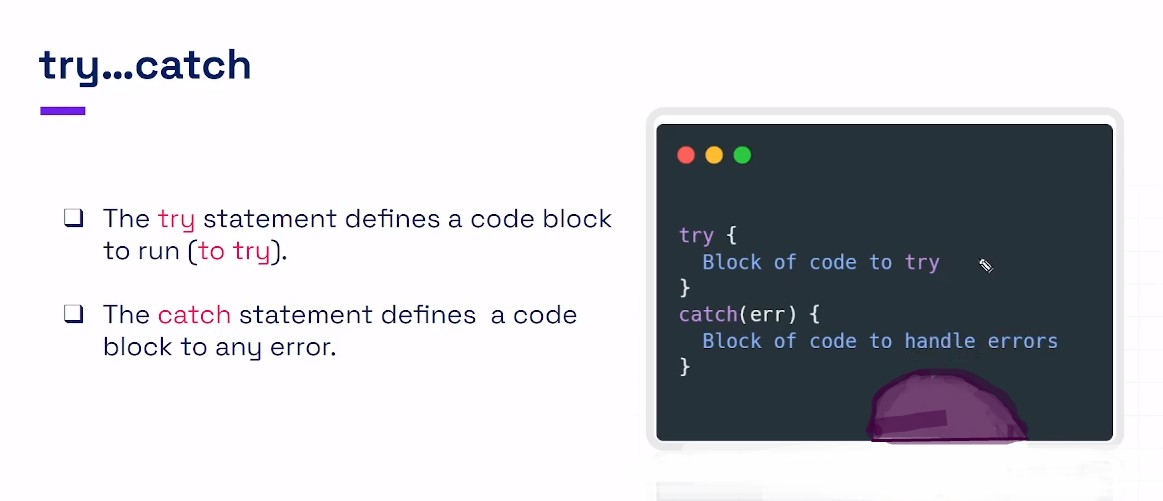 try...catch
The try statement defines a code block
to run (to try).
The catch statement defines a code
block to any error.
try {
Block of code to try
}
catch(err) {
Block of code to handle errors
}